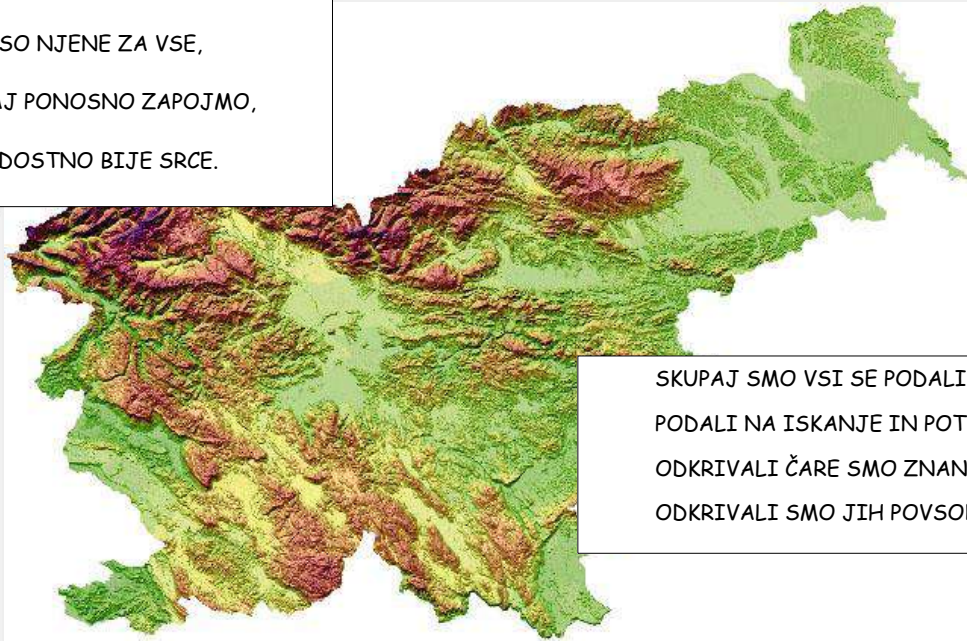 SO NJENE ZA VSE,
PONOSNO ZAPOJMO,
BIJE SRCE.
SKUPAJ SMO VSI SE PODALI
PODALI NA ISKANJE IN POT
ODKRIVALI ČARE SMO
ODKRIVALI SMO JIH